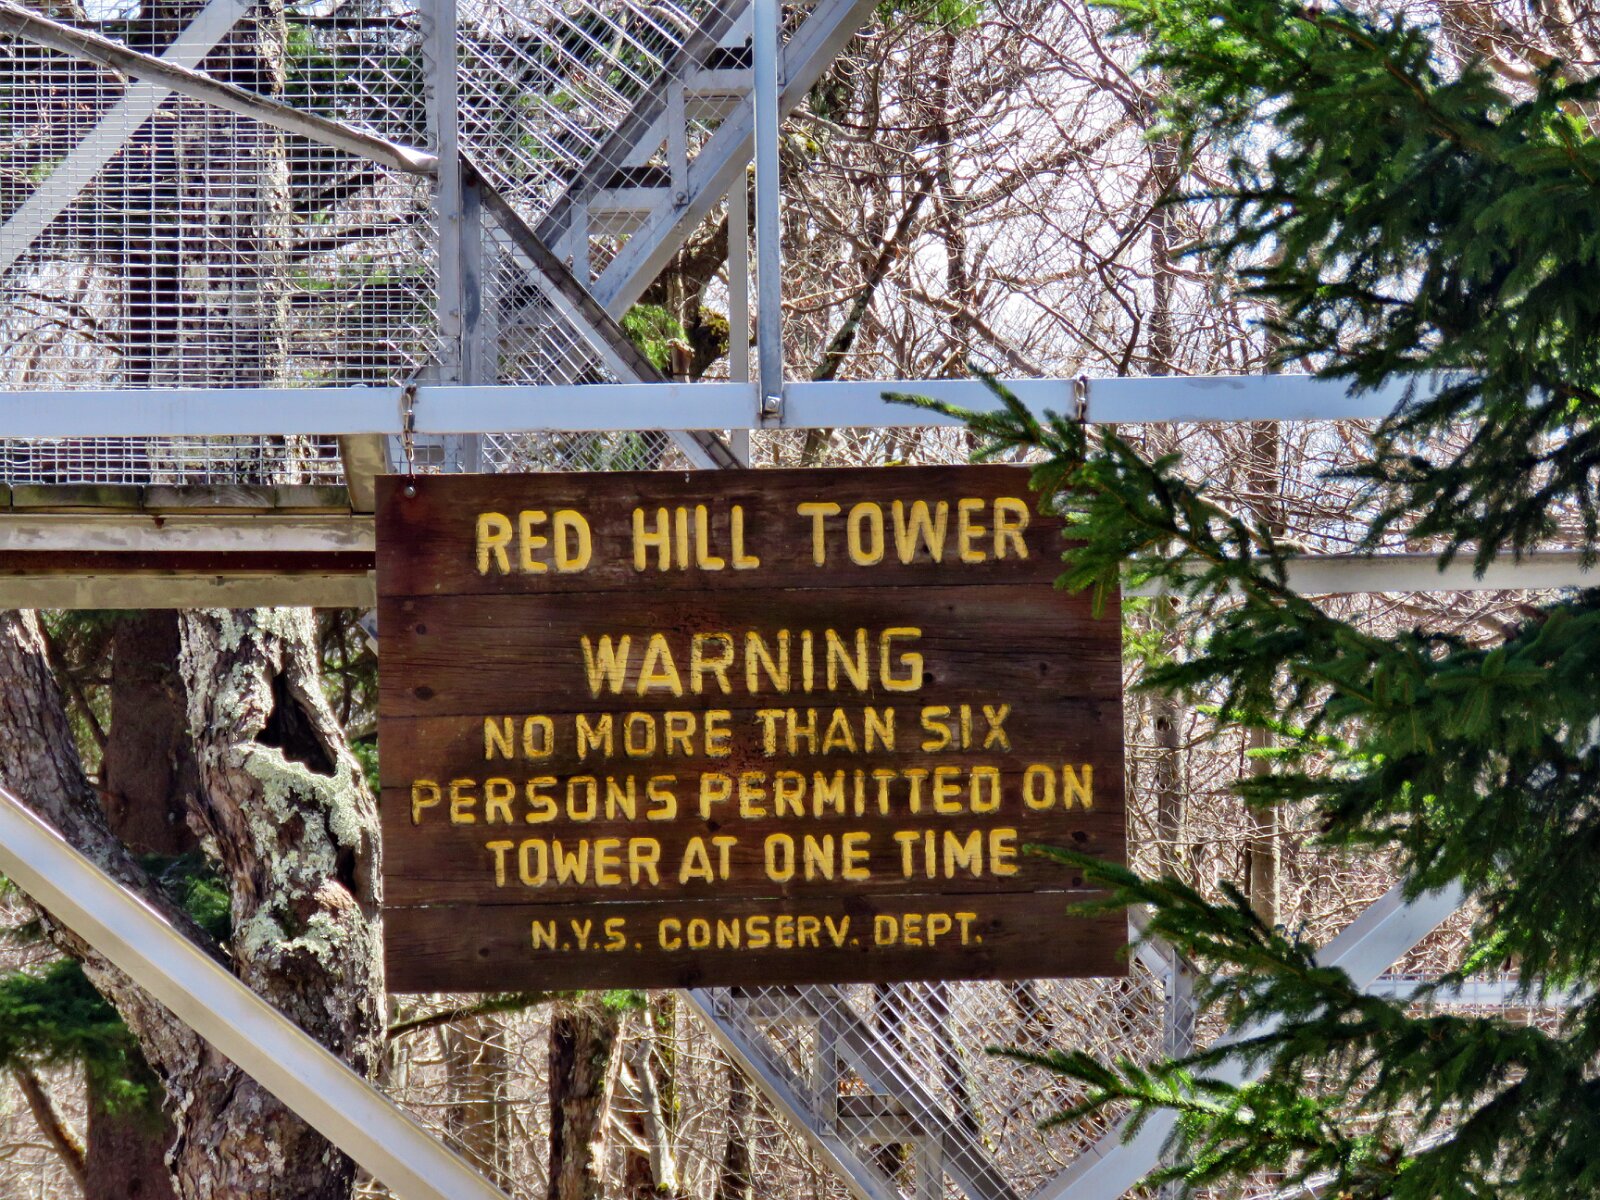 RED HILL TOWER
WARNING
NO MORE THAN SIX
PERSONS PERMITTED ON
TOWER AT ONE TIME
N.Y.S. CONSERV. DEPT.